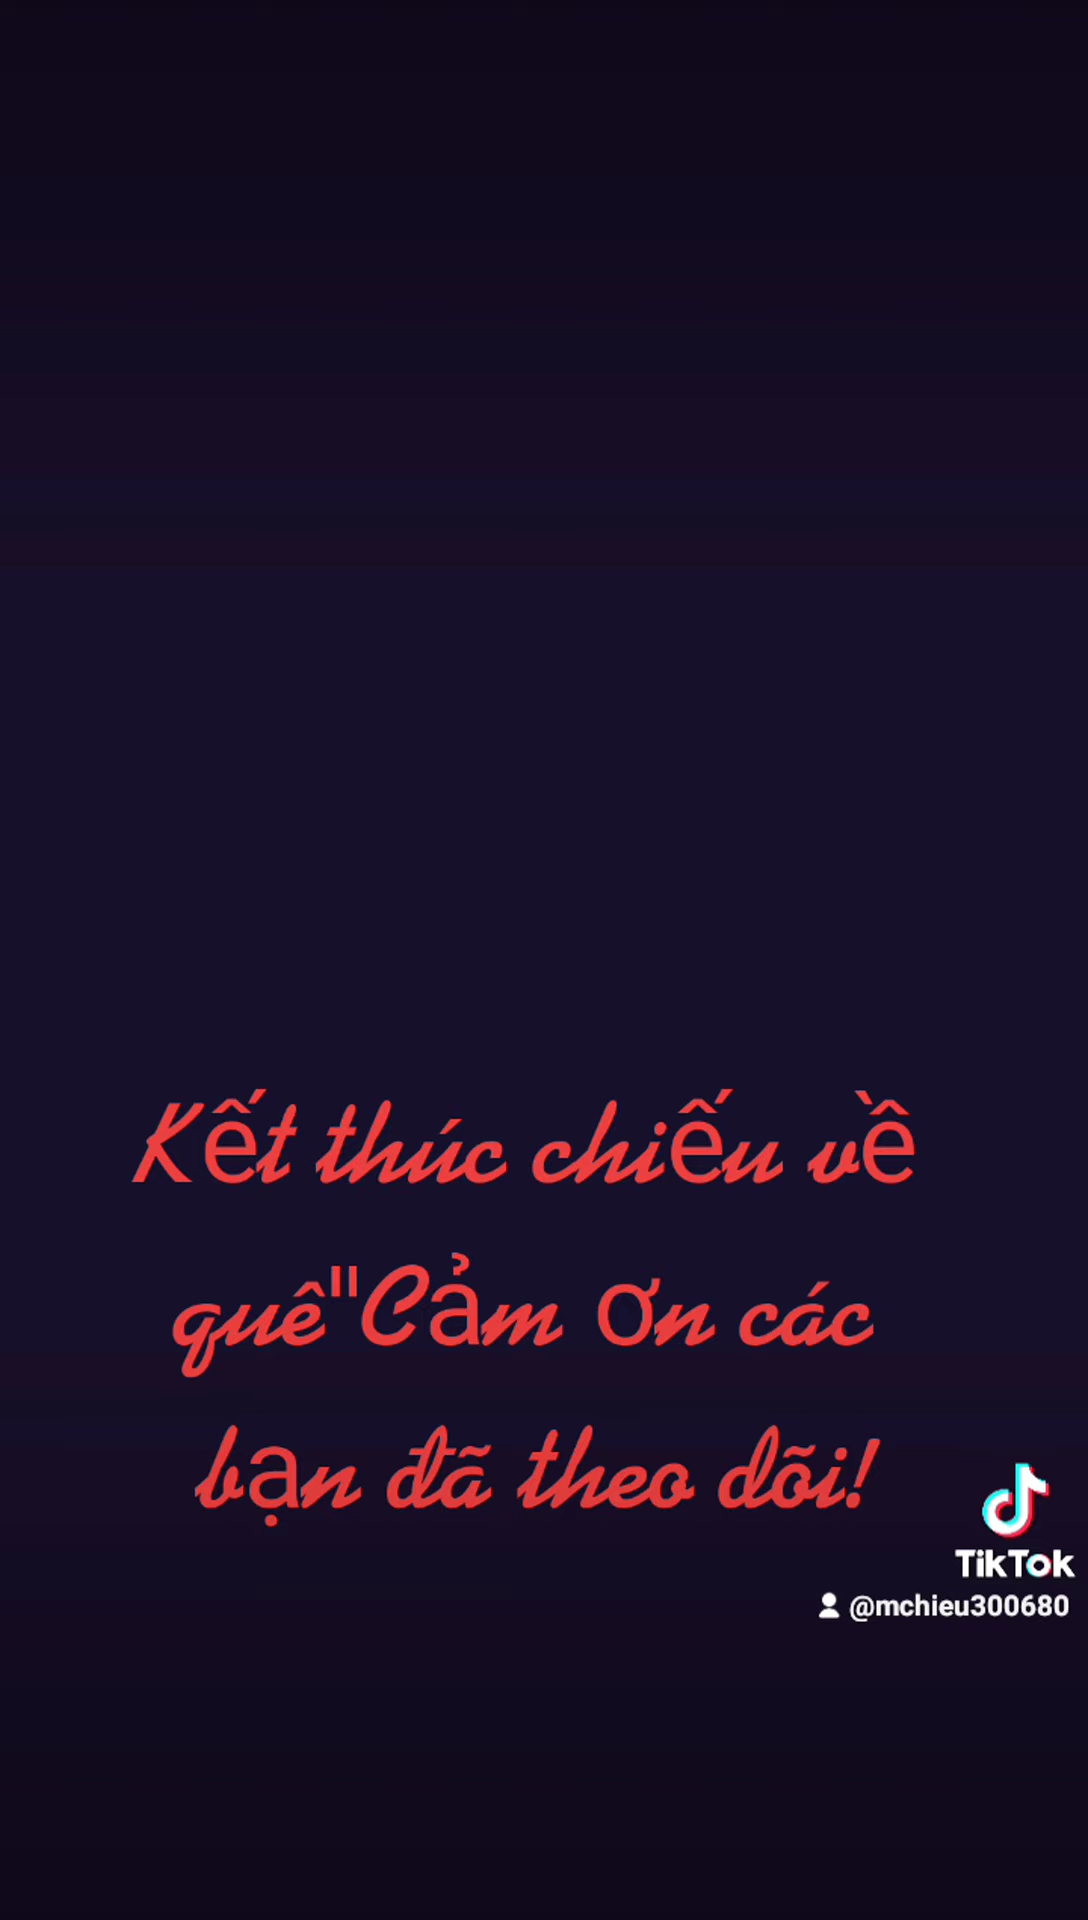 Kết thúc chiếu về
quê"Cảm ơn các
bạn đã theo dõi!
TikTok
@mchieu300680